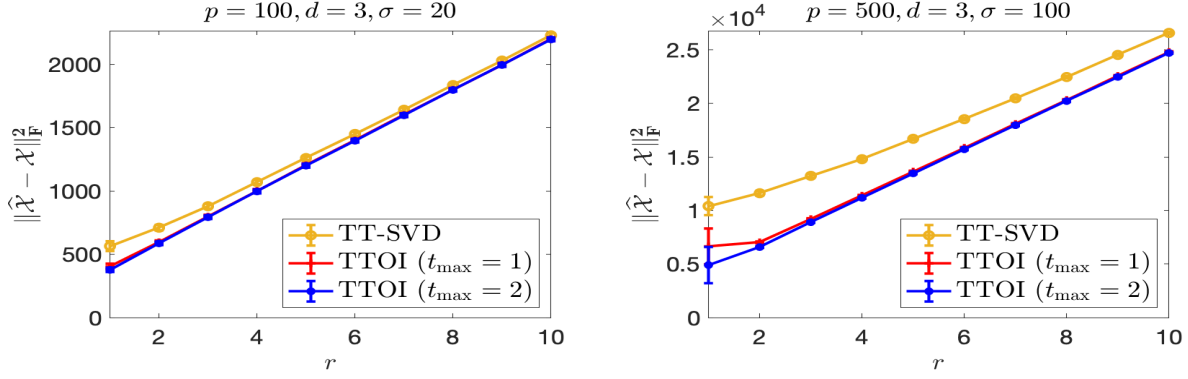 p = 100, d = 3, σ = 20
‖X̂ − X‖²_F
2000
1500
1000
500
0
2 4 6 8 10
r
TT-SVD
TTOI (t_max = 1)
TTOI (t_max = 2)
p = 500, d = 3, σ = 100
×10⁴
‖X̂ − X‖²_F
2.5
2
1.5
1
0.5
0
2 4 6 8 10
r
TT-SVD
TTOI (t_max = 1)
TTOI (t_max = 2)